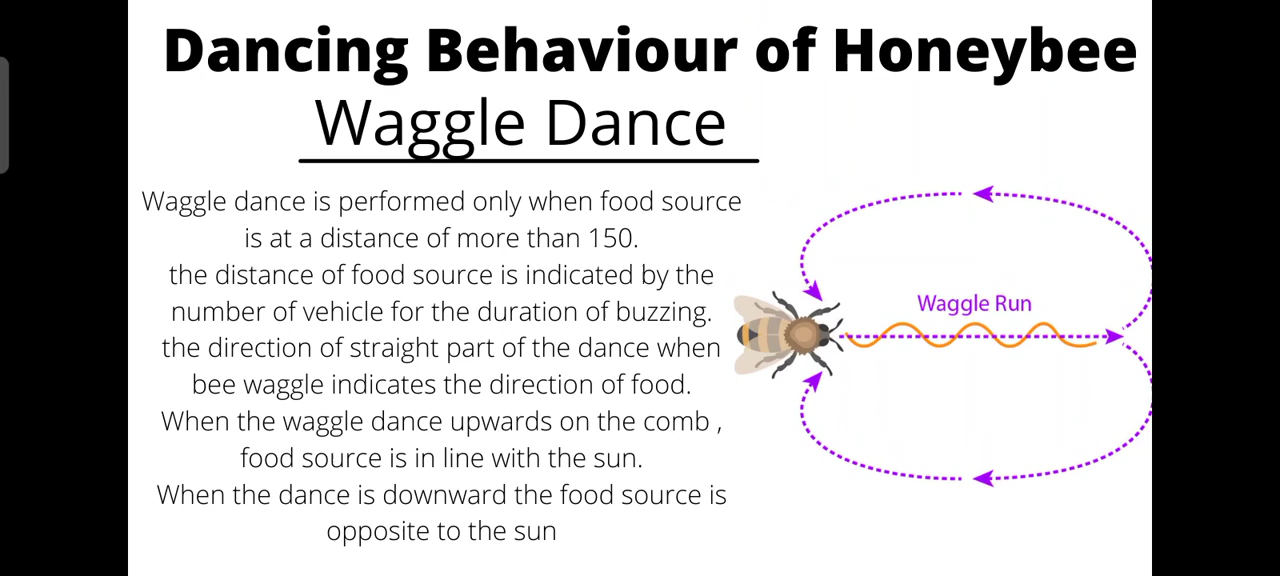 Dancing Behaviour of Honeybee
Waggle Dance
Waggle dance is performed only when food source
is at a distance of more than 150.
the distance of food source is indicated by the
number of vehicle for the duration of buzzing.
the direction of straight part of the dance when
bee waggle indicates the direction of food.
When the waggle dance upwards on the comb ,
food source is in line with the sun.
When the dance is downward the food source is
opposite to the sun
Waggle Run